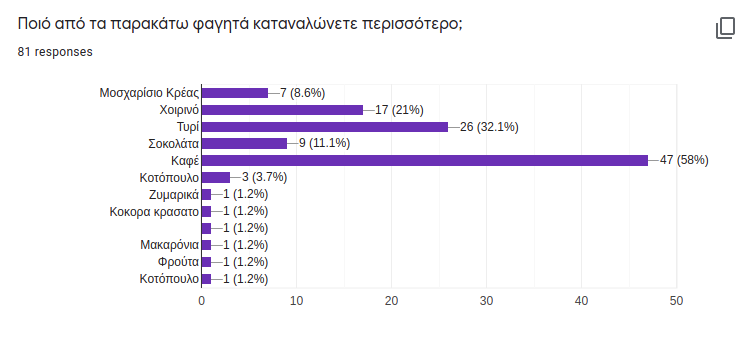 Ποιό από τα παρακάτω φαγητά καταναλώνετε περισσότερο;
81 responses
Μοσχαρίσιο Κρέας 7 (8.6%)
Χοιρινό 17 (21%)
Τυρί 26 (32.1%)
Σοκολάτα 9 (11.1%)
Καφέ 47 (58%)
Κοτόπουλο 3 (3.7%)
Ζυμαρικά 1 (1.2%)
Κοκορα κρασατο 1 (1.2%)
1 (1.2%)
Μακαρόνια 1 (1.2%)
Φρούτα 1 (1.2%)
Κοτόπουλο 1 (1.2%)
0 10 20 30 40 50